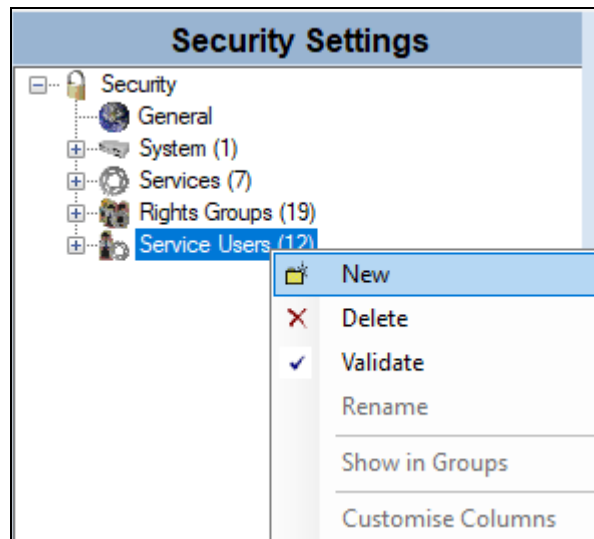 Security Settings
Security
General
System (1)
Services (7)
Rights Groups (19)
Service Users (12)
New
Delete
Validate
Rename
Show in Groups
Customise Columns